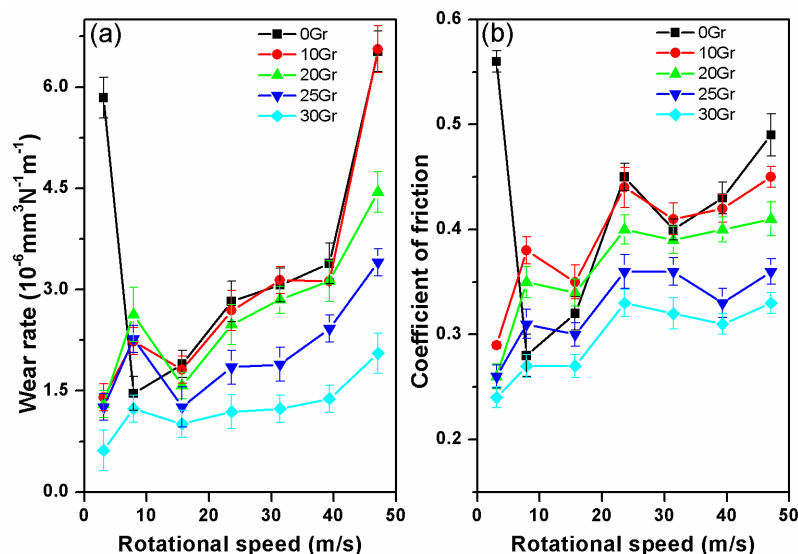 (a)
0Gr
10Gr
20Gr
25Gr
30Gr
6.0
4.5
3.0
1.5
0.0
Wear rate (10⁻⁶mm³N⁻¹m⁻¹)
0 10 20 30 40 50
Rotational speed (m/s)
(b)
0Gr
10Gr
20Gr
25Gr
30Gr
0.6
0.5
0.4
0.3
0.2
Coefficient of friction
0 10 20 30 40 50
Rotational speed (m/s)